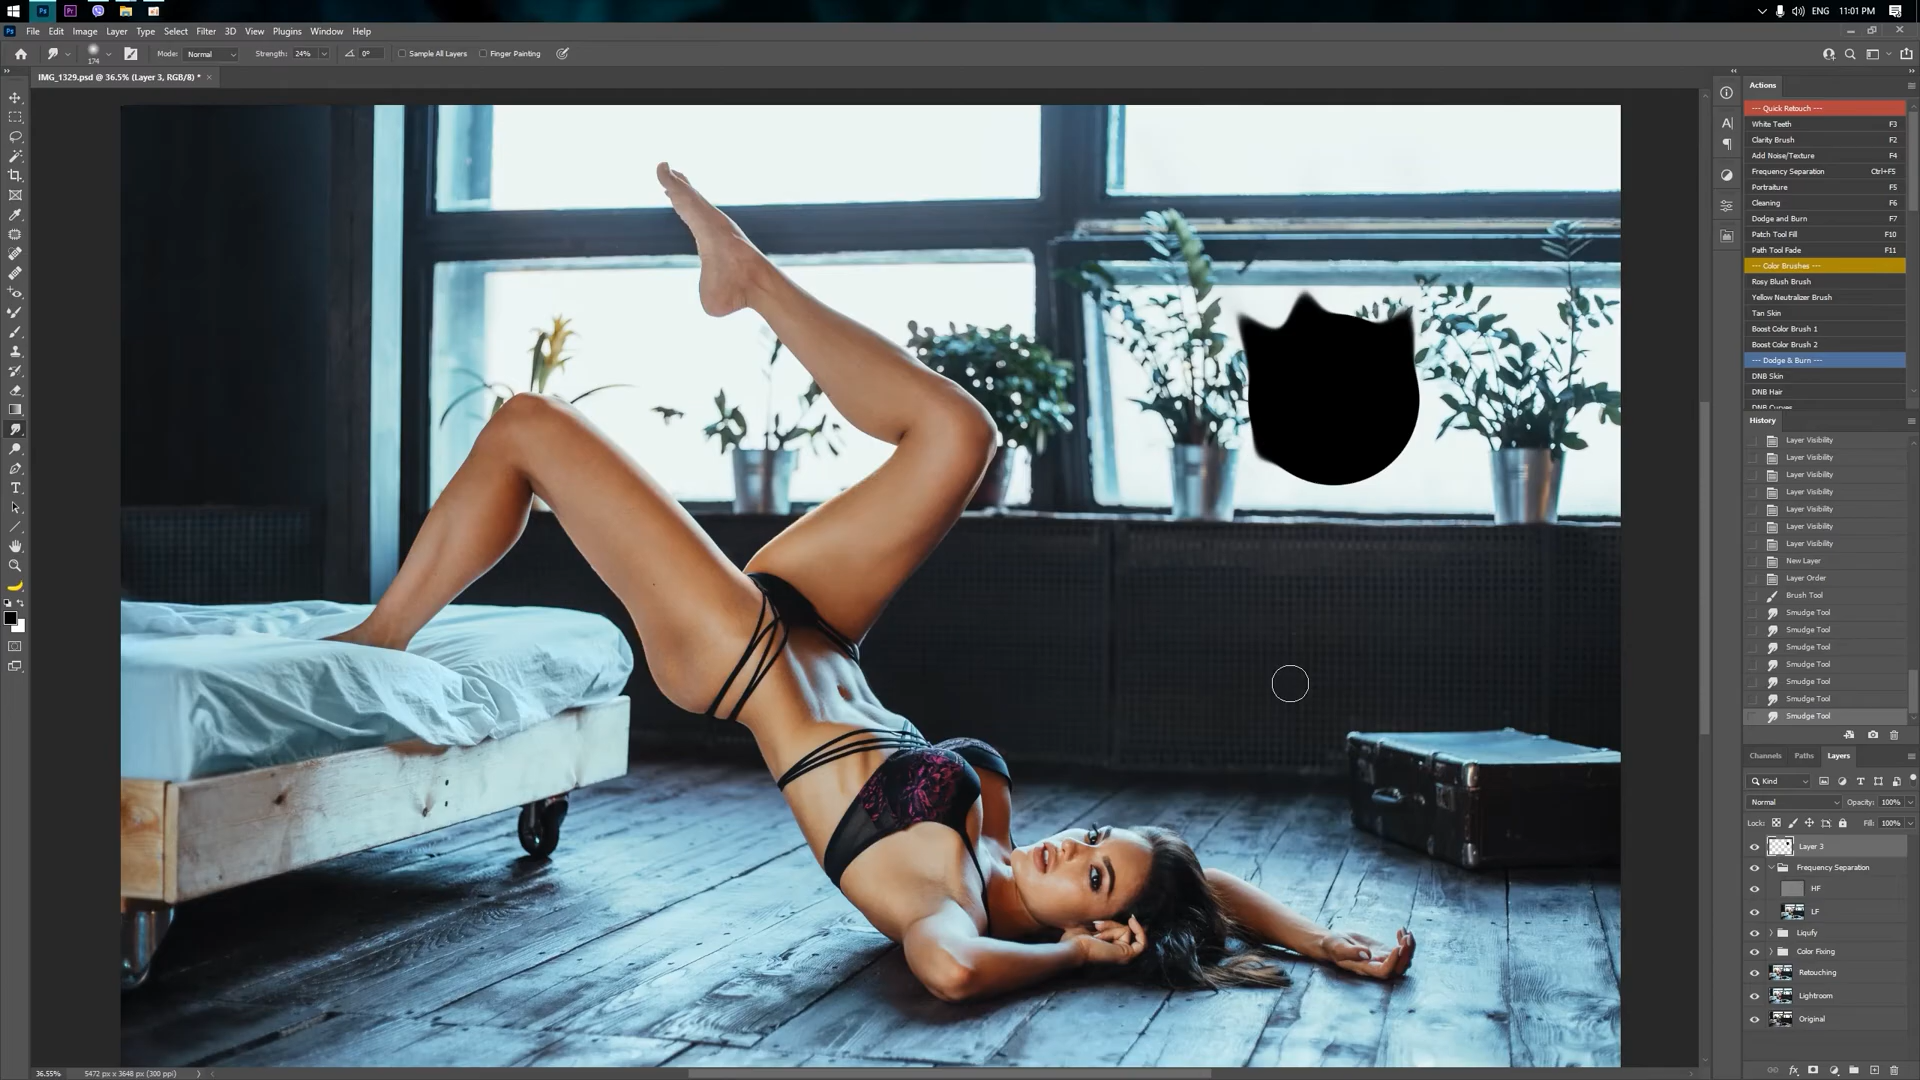 ENG 11:01 PM
File Edit Image Layer Type Select Filter 3D View Plugins Window Help
174 Mode: Normal Strength: 24% 0° Sample All Layers Finger Painting
IMG_1329.psd @ 36.5% (Layer 3, RGB/8) * ×
Actions
--- Quick Retouch ---
White Teeth F3
Clarity Brush F2
Add Noise/Texture F4
Frequency Separation Ctrl+F5
Portraiture F5
Cleaning F6
Dodge and Burn F7
Patch Tool Fill F10
Path Tool Fade F11
--- Color Brushes ---
Rosy Blush Brush
Yellow Neutralizer Brush
Tan Skin
Boost Color Brush 1
Boost Color Brush 2
--- Dodge & Burn ---
DNB Skin
DNB Hair
DNB Curves
History
Layer Visibility
Layer Visibility
Layer Visibility
Layer Visibility
Layer Visibility
Layer Visibility
Layer Visibility
New Layer
Layer Order
Brush Tool
Smudge Tool
Smudge Tool
Smudge Tool
Smudge Tool
Smudge Tool
Smudge Tool
Smudge Tool
Channels Paths Layers
Kind
Normal Opacity: 100%
Lock: Fill: 100%
Layer 3
Frequency Separation
HF
LF
Liqufy
Color Fixing
Retouching
Lightroom
Original
36.55% 5472 px x 3648 px (300 ppi)